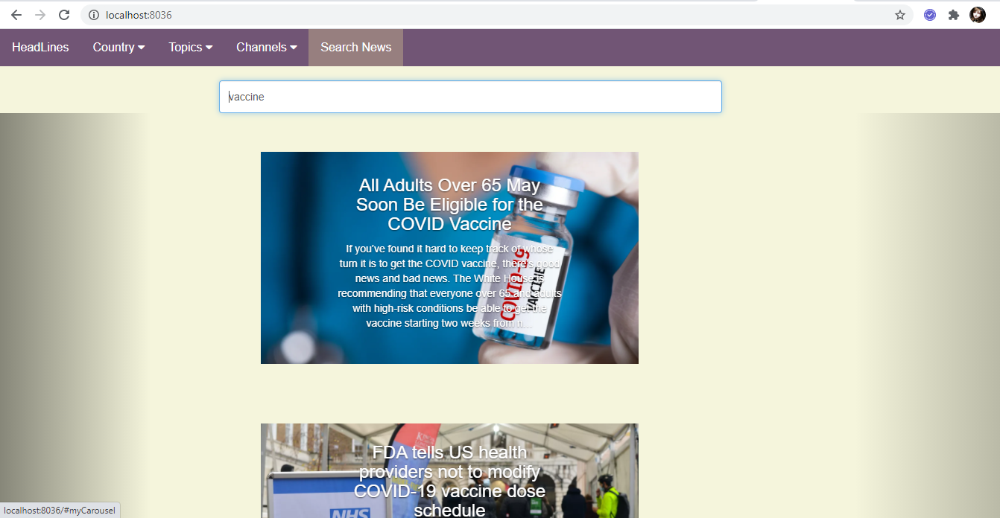 localhost:8036
HeadLines Country Topics Channels Search News
vaccine
All Adults Over 65 May
Soon Be Eligible for the
COVID Vaccine
If you've found it hard to keep track of whose
turn it is to get the COVID vaccine, there's good
news and bad news. The White House is
recommending that everyone over 65 and adults
with high-risk conditions be able to get the
vaccine starting two weeks from n...
COVID-19
VACCINE
FDA tells US health
providers not to modify
COVID-19 vaccine dose
schedule
NHS
localhost:8036/#myCarousel